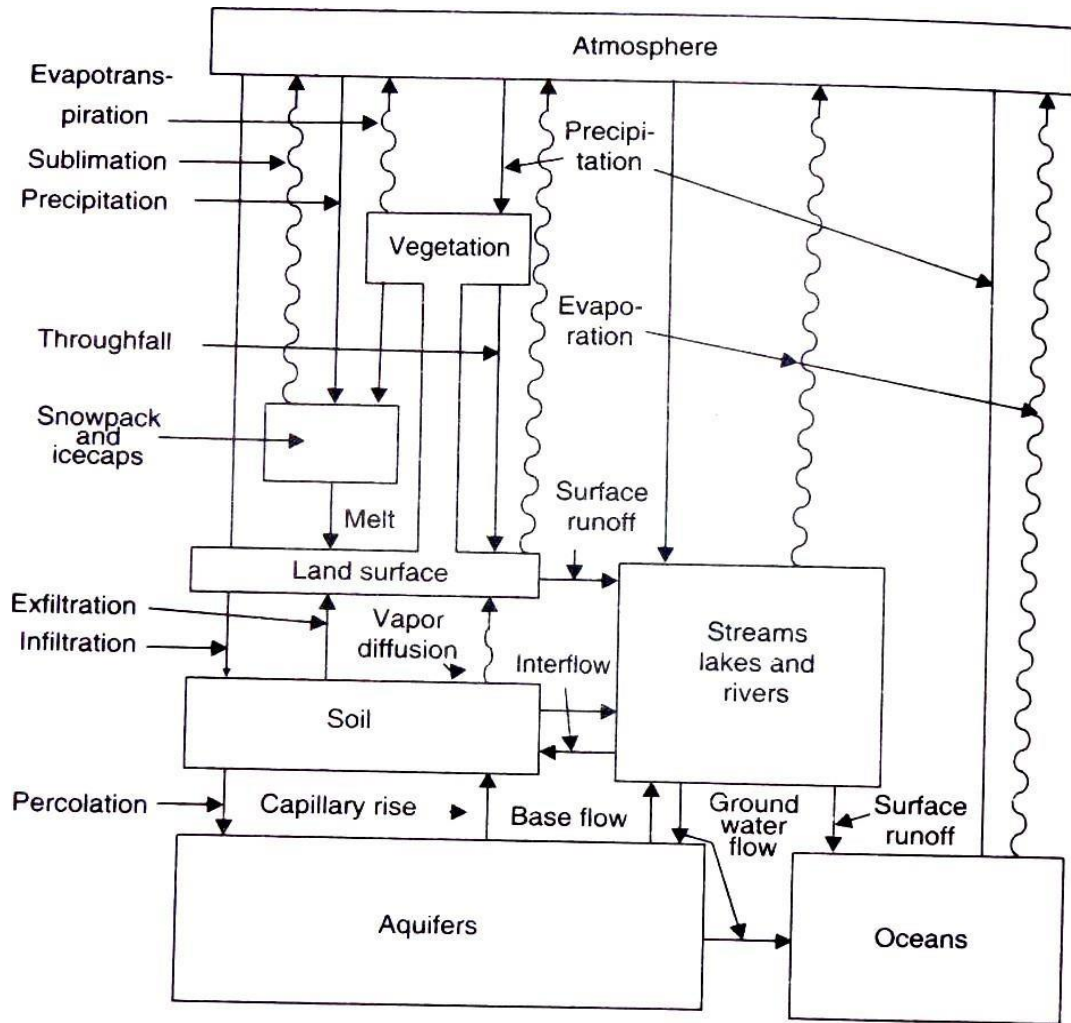 Atmosphere
Evapotrans-
piration
Sublimation
Precipitation
Precipi-
tation
Vegetation
Evapo-
ration
Throughfall
Snowpack
and
icecaps
Melt
Surface
runoff
Land surface
Exfiltration
Infiltration
Vapor
diffusion
Interflow
Streams
lakes and
rivers
Soil
Percolation
Capillary rise
Base flow
Ground
water
flow
Surface
runoff
Aquifers
Oceans